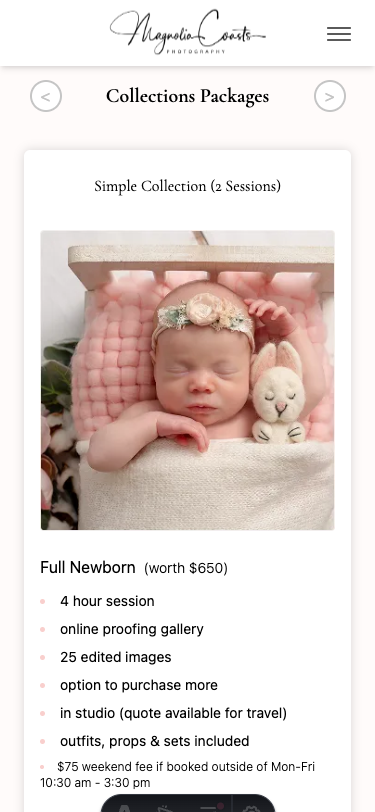 Magnolia Coasts
PHOTOGRAPHY
<
Collections Packages
>
Simple Collection (2 Sessions)
Full Newborn (worth $650)
4 hour session
online proofing gallery
25 edited images
option to purchase more
in studio (quote available for travel)
outfits, props & sets included
$75 weekend fee if booked outside of Mon-Fri
10:30 am - 3:30 pm